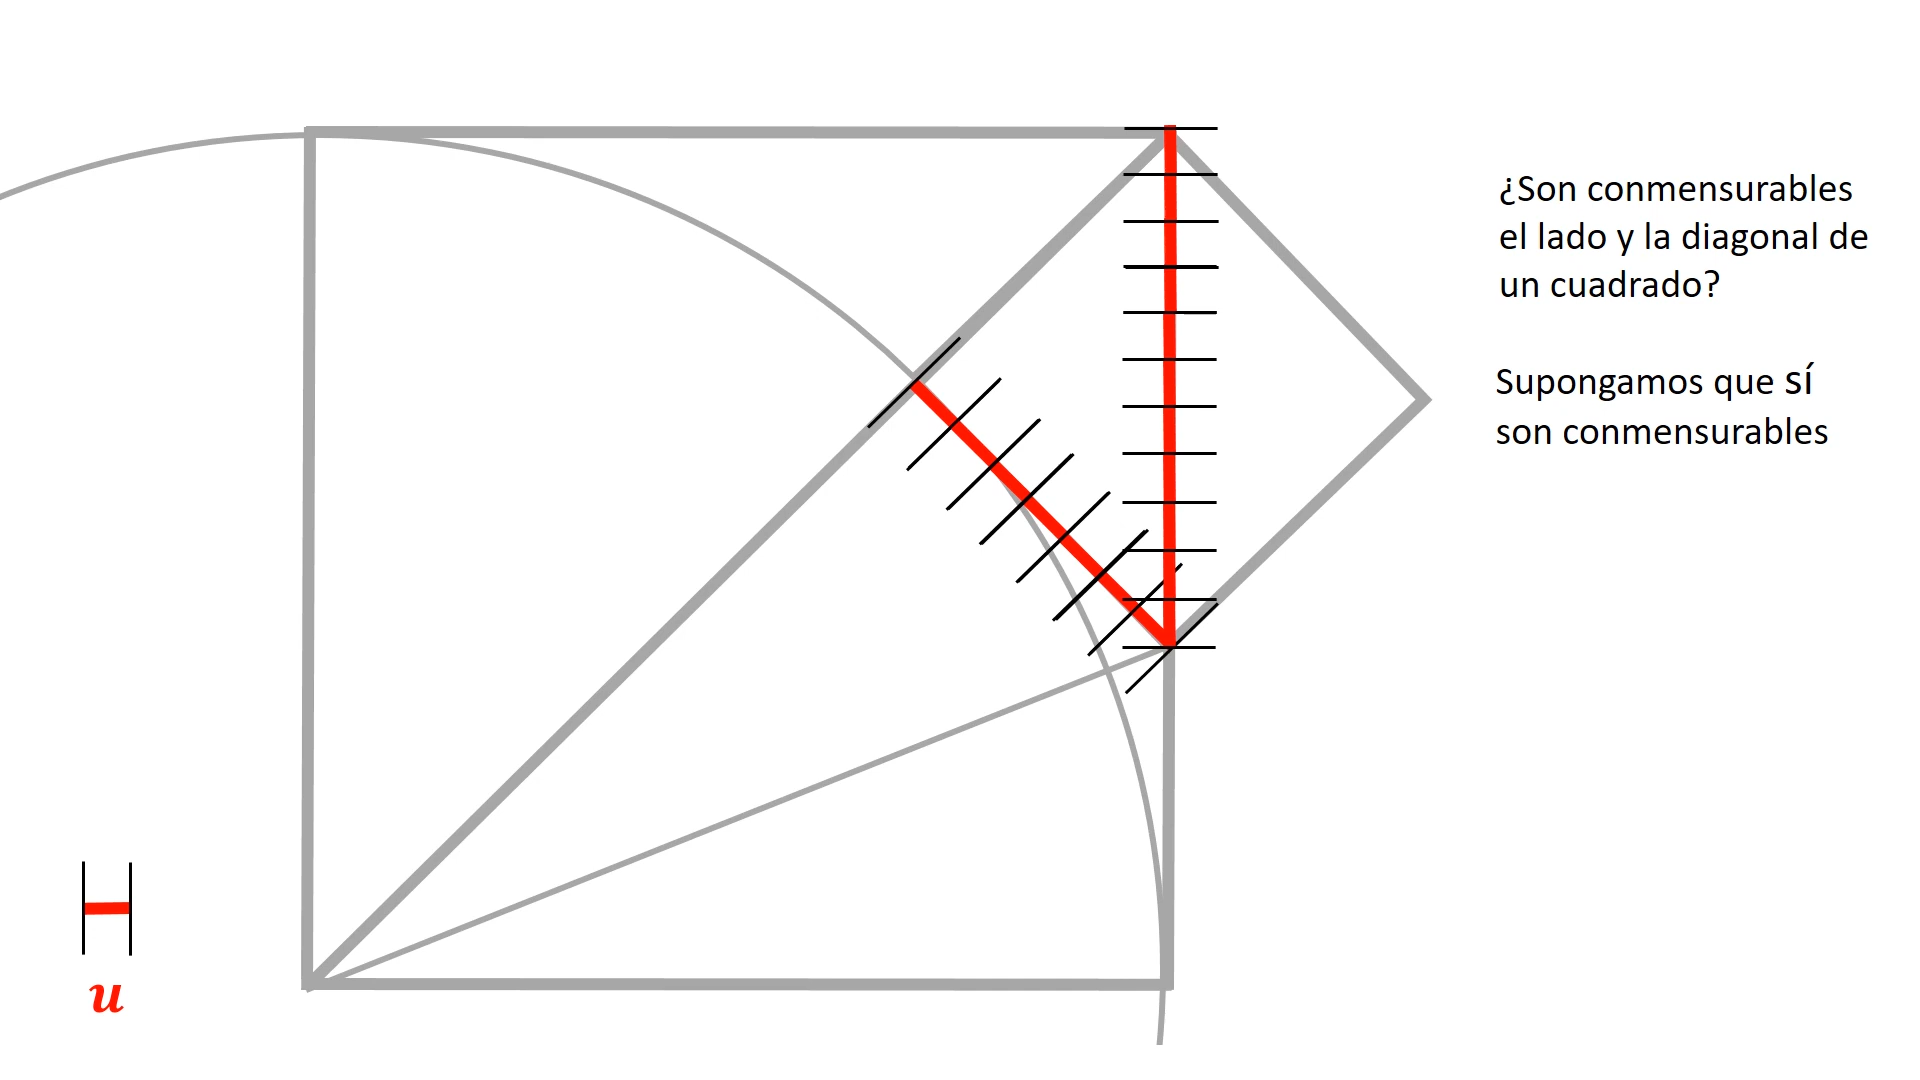 ¿Son conmensurables
el lado y la diagonal de
un cuadrado?
Supongamos que sí
son conmensurables
u